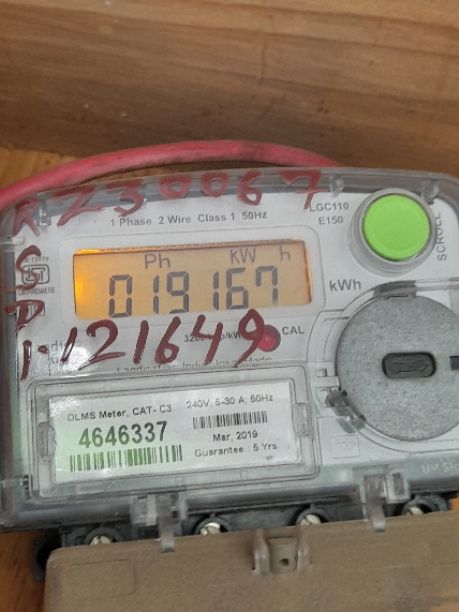 RZ30067
LGC110
E150
1 Phase 2 Wire Class 1 50Hz
SCROLL
Ph KW h
019167
kWh
121649
CAL
DLMS Meter, CAT- C3
240V, 5-30 A, 50Hz
4646337
Mar, 2019
Guarantee : 5 Yrs.